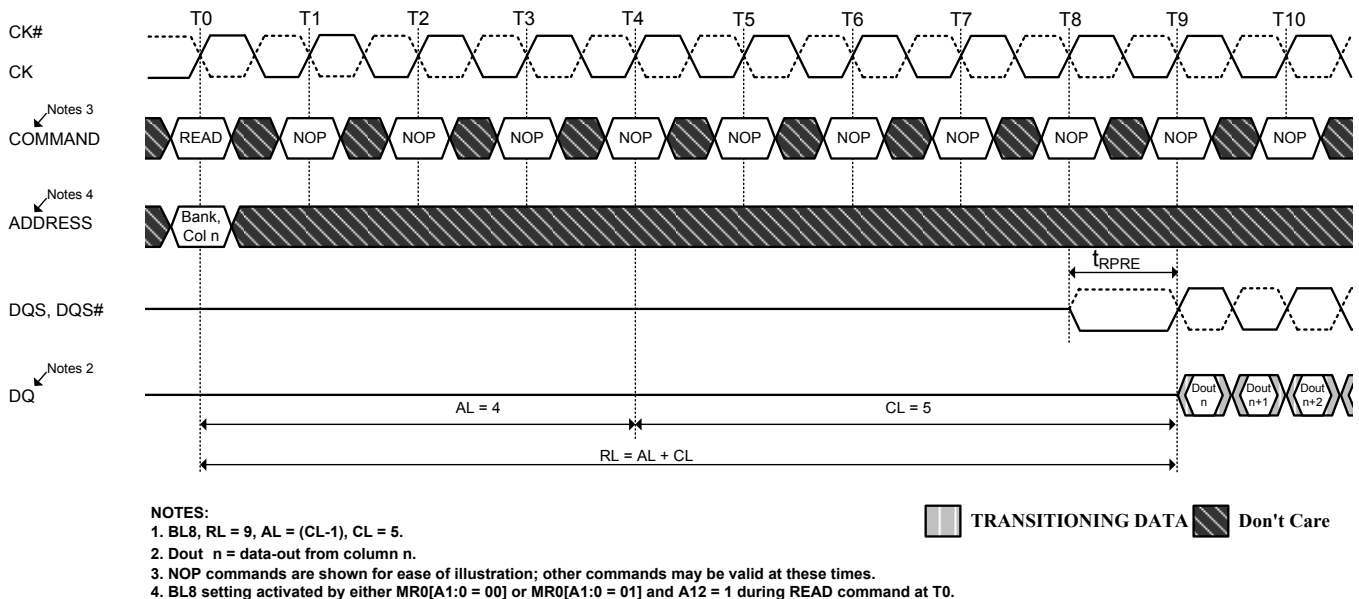 T0 T1 T2 T3 T4 T5 T6 T7 T8 T9 T10
CK#
CK
Notes 3
COMMAND
READ NOP NOP NOP NOP NOP NOP NOP NOP NOP NOP
Notes 4
ADDRESS
Bank,
Col n
tRPRE
DQS, DQS#
Notes 2
DQ
Dout
n
Dout
n+1
Dout
n+2
AL = 4
CL = 5
RL = AL + CL
NOTES:
1. BL8, RL = 9, AL = (CL-1), CL = 5.
2. Dout n = data-out from column n.
3. NOP commands are shown for ease of illustration; other commands may be valid at these times.
4. BL8 setting activated by either MR0[A1:0 = 00] or MR0[A1:0 = 01] and A12 = 1 during READ command at T0.
TRANSITIONING DATA
Don't Care